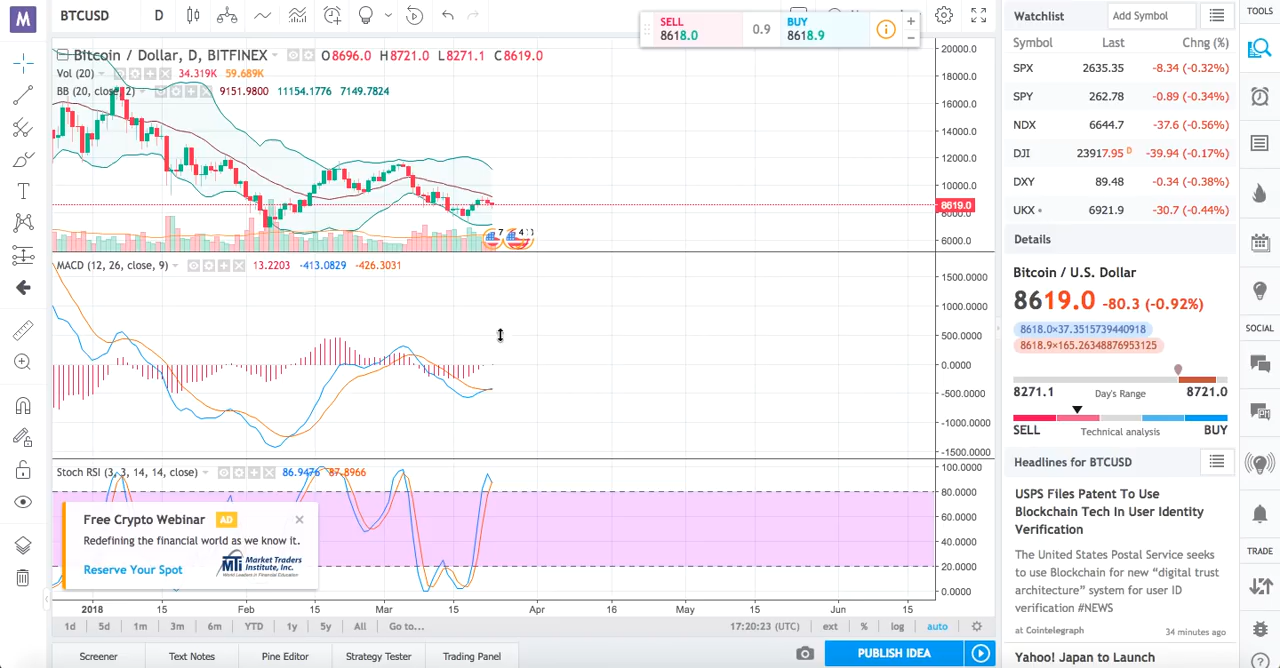 M
BTCUSD
D
SELL
8618.0
0.9
BUY
8618.9
Bitcoin / Dollar, D, BITFINEX
O8696.0 H8721.0 L8271.1 C8619.0
Vol (20) 34.319K 59.689K
BB (20, close, 2) 9151.9800 11154.1776 7149.7824
20000.0
18000.0
16000.0
14000.0
12000.0
10000.0
8619.0
8000.0
6000.0
7
MACD (12, 26, close, 9) 13.2203 -413.0829 -426.3031
1500.0000
1000.0000
500.0000
0.0000
-500.0000
-1000.0000
-1500.0000
Stoch RSI (3, 3, 14, 14, close) 86.9476 87.8966
100.0000
80.0000
60.0000
40.0000
20.0000
0.0000
Free Crypto Webinar AD
Redefining the financial world as we know it.
Reserve Your Spot
MTI Market Traders Institute, Inc.
World Leaders in Financial Education
2018 15 Feb 15 Mar 15 Apr 16 May 15 Jun 15
1d 5d 1m 3m 6m YTD 1y 5y All Go to...
17:20:23 (UTC) ext % log auto
Screener Text Notes Pine Editor Strategy Tester Trading Panel
PUBLISH IDEA
Watchlist
Add Symbol
Symbol Last Chng (%)
SPX 2635.35 -8.34 (-0.32%)
SPY 262.78 -0.89 (-0.34%)
NDX 6644.7 -37.6 (-0.56%)
DJI 23917.95 D -39.94 (-0.17%)
DXY 89.48 -0.34 (-0.38%)
UKX 6921.9 -30.7 (-0.44%)
Details
Bitcoin / U.S. Dollar
8619.0 -80.3 (-0.92%)
8618.0×37.3515739440918
8618.9×165.26348876953125
8271.1 Day's Range 8721.0
SELL Technical analysis BUY
Headlines for BTCUSD
USPS Files Patent To Use
Blockchain Tech In User Identity
Verification
The United States Postal Service seeks
to use Blockchain for new “digital trust
architecture” system for user ID
verification #NEWS
at Cointelegraph 34 minutes ago
Yahoo! Japan to Launch
TOOLS
SOCIAL
TRADE